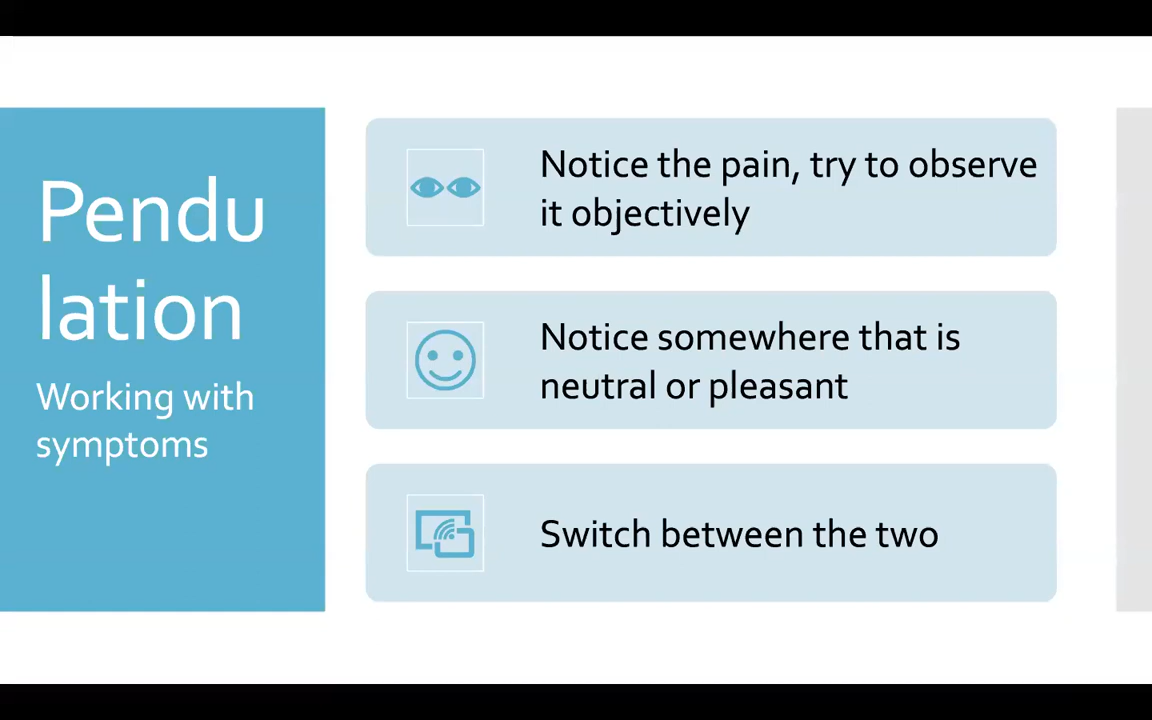 Pendu
lation
Working with
symptoms
Notice the pain, try to observe
it objectively
Notice somewhere that is
neutral or pleasant
Switch between the two